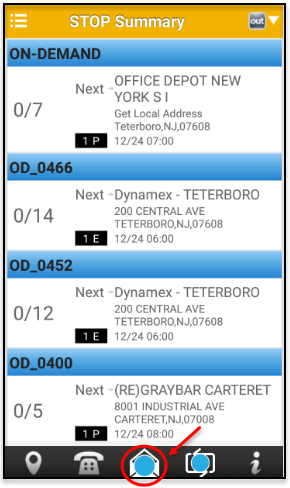 STOP Summary
out
ON-DEMAND
0/7
Next → OFFICE DEPOT NEW
YORK S I
Get Local Address
Teterboro,NJ,07608
1 P 12/24 07:00
OD_0466
0/14
Next → Dynamex - TETERBORO
200 CENTRAL AVE
TETERBORO,NJ,07608
1 E 12/24 06:00
OD_0452
0/12
Next → Dynamex - TETERBORO
200 CENTRAL AVE
TETERBORO,NJ,07608
1 E 12/24 06:00
OD_0400
0/5
Next → (RE)GRAYBAR CARTERET
8001 INDUSTRIAL AVE
CARTERET,NJ,07008
1 P 12/24 08:00